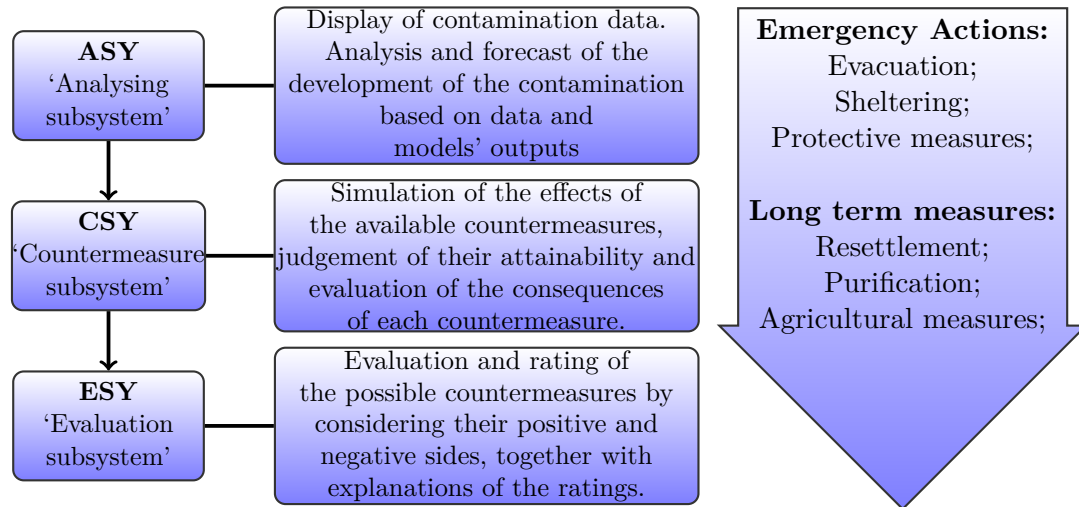 ASY
‘Analysing
subsystem’
Display of contamination data.
Analysis and forecast of the
development of the contamination
based on data and
models’ outputs
CSY
‘Countermeasure
subsystem’
Simulation of the effects of
the available countermeasures,
judgement of their attainability and
evaluation of the consequences
of each countermeasure.
ESY
‘Evaluation
subsystem’
Evaluation and rating of
the possible countermeasures by
considering their positive and
negative sides, together with
explanations of the ratings.
Emergency Actions:
Evacuation;
Sheltering;
Protective measures;
Long term measures:
Resettlement;
Purification;
Agricultural measures;